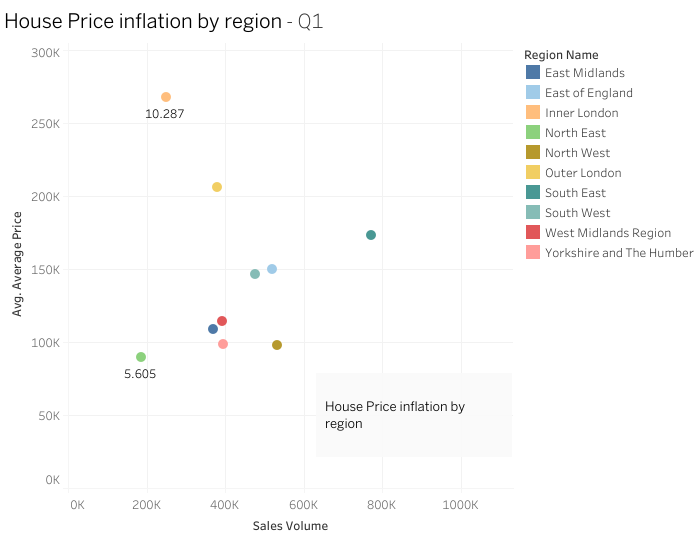 House Price inflation by region - Q1
300K
250K
200K
150K
100K
50K
0K
Avg. Average Price
10.287
5.605
House Price inflation by
region
0K
200K
400K
600K
800K
1000K
Sales Volume
Region Name
East Midlands
East of England
Inner London
North East
North West
Outer London
South East
South West
West Midlands Region
Yorkshire and The Humber